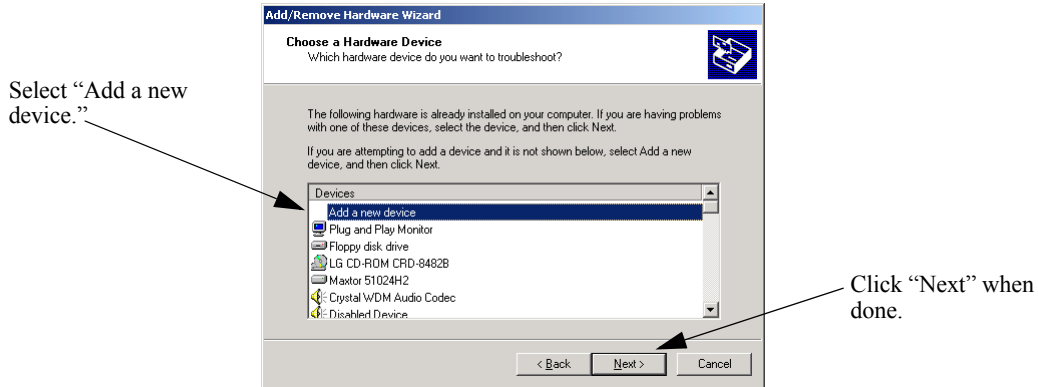 Add/Remove Hardware Wizard
Choose a Hardware Device
Which hardware device do you want to troubleshoot?
Select “Add a new
device.”
The following hardware is already installed on your computer. If you are having problems
with one of these devices, select the device, and then click Next.
If you are attempting to add a device and it is not shown below, select Add a new
device, and then click Next.
Devices
Add a new device
Plug and Play Monitor
Floppy disk drive
LG CD-ROM CRD-8482B
Maxtor 51024H2
Crystal WDM Audio Codec
Disabled Device
Click “Next” when
done.
< Back
Next >
Cancel